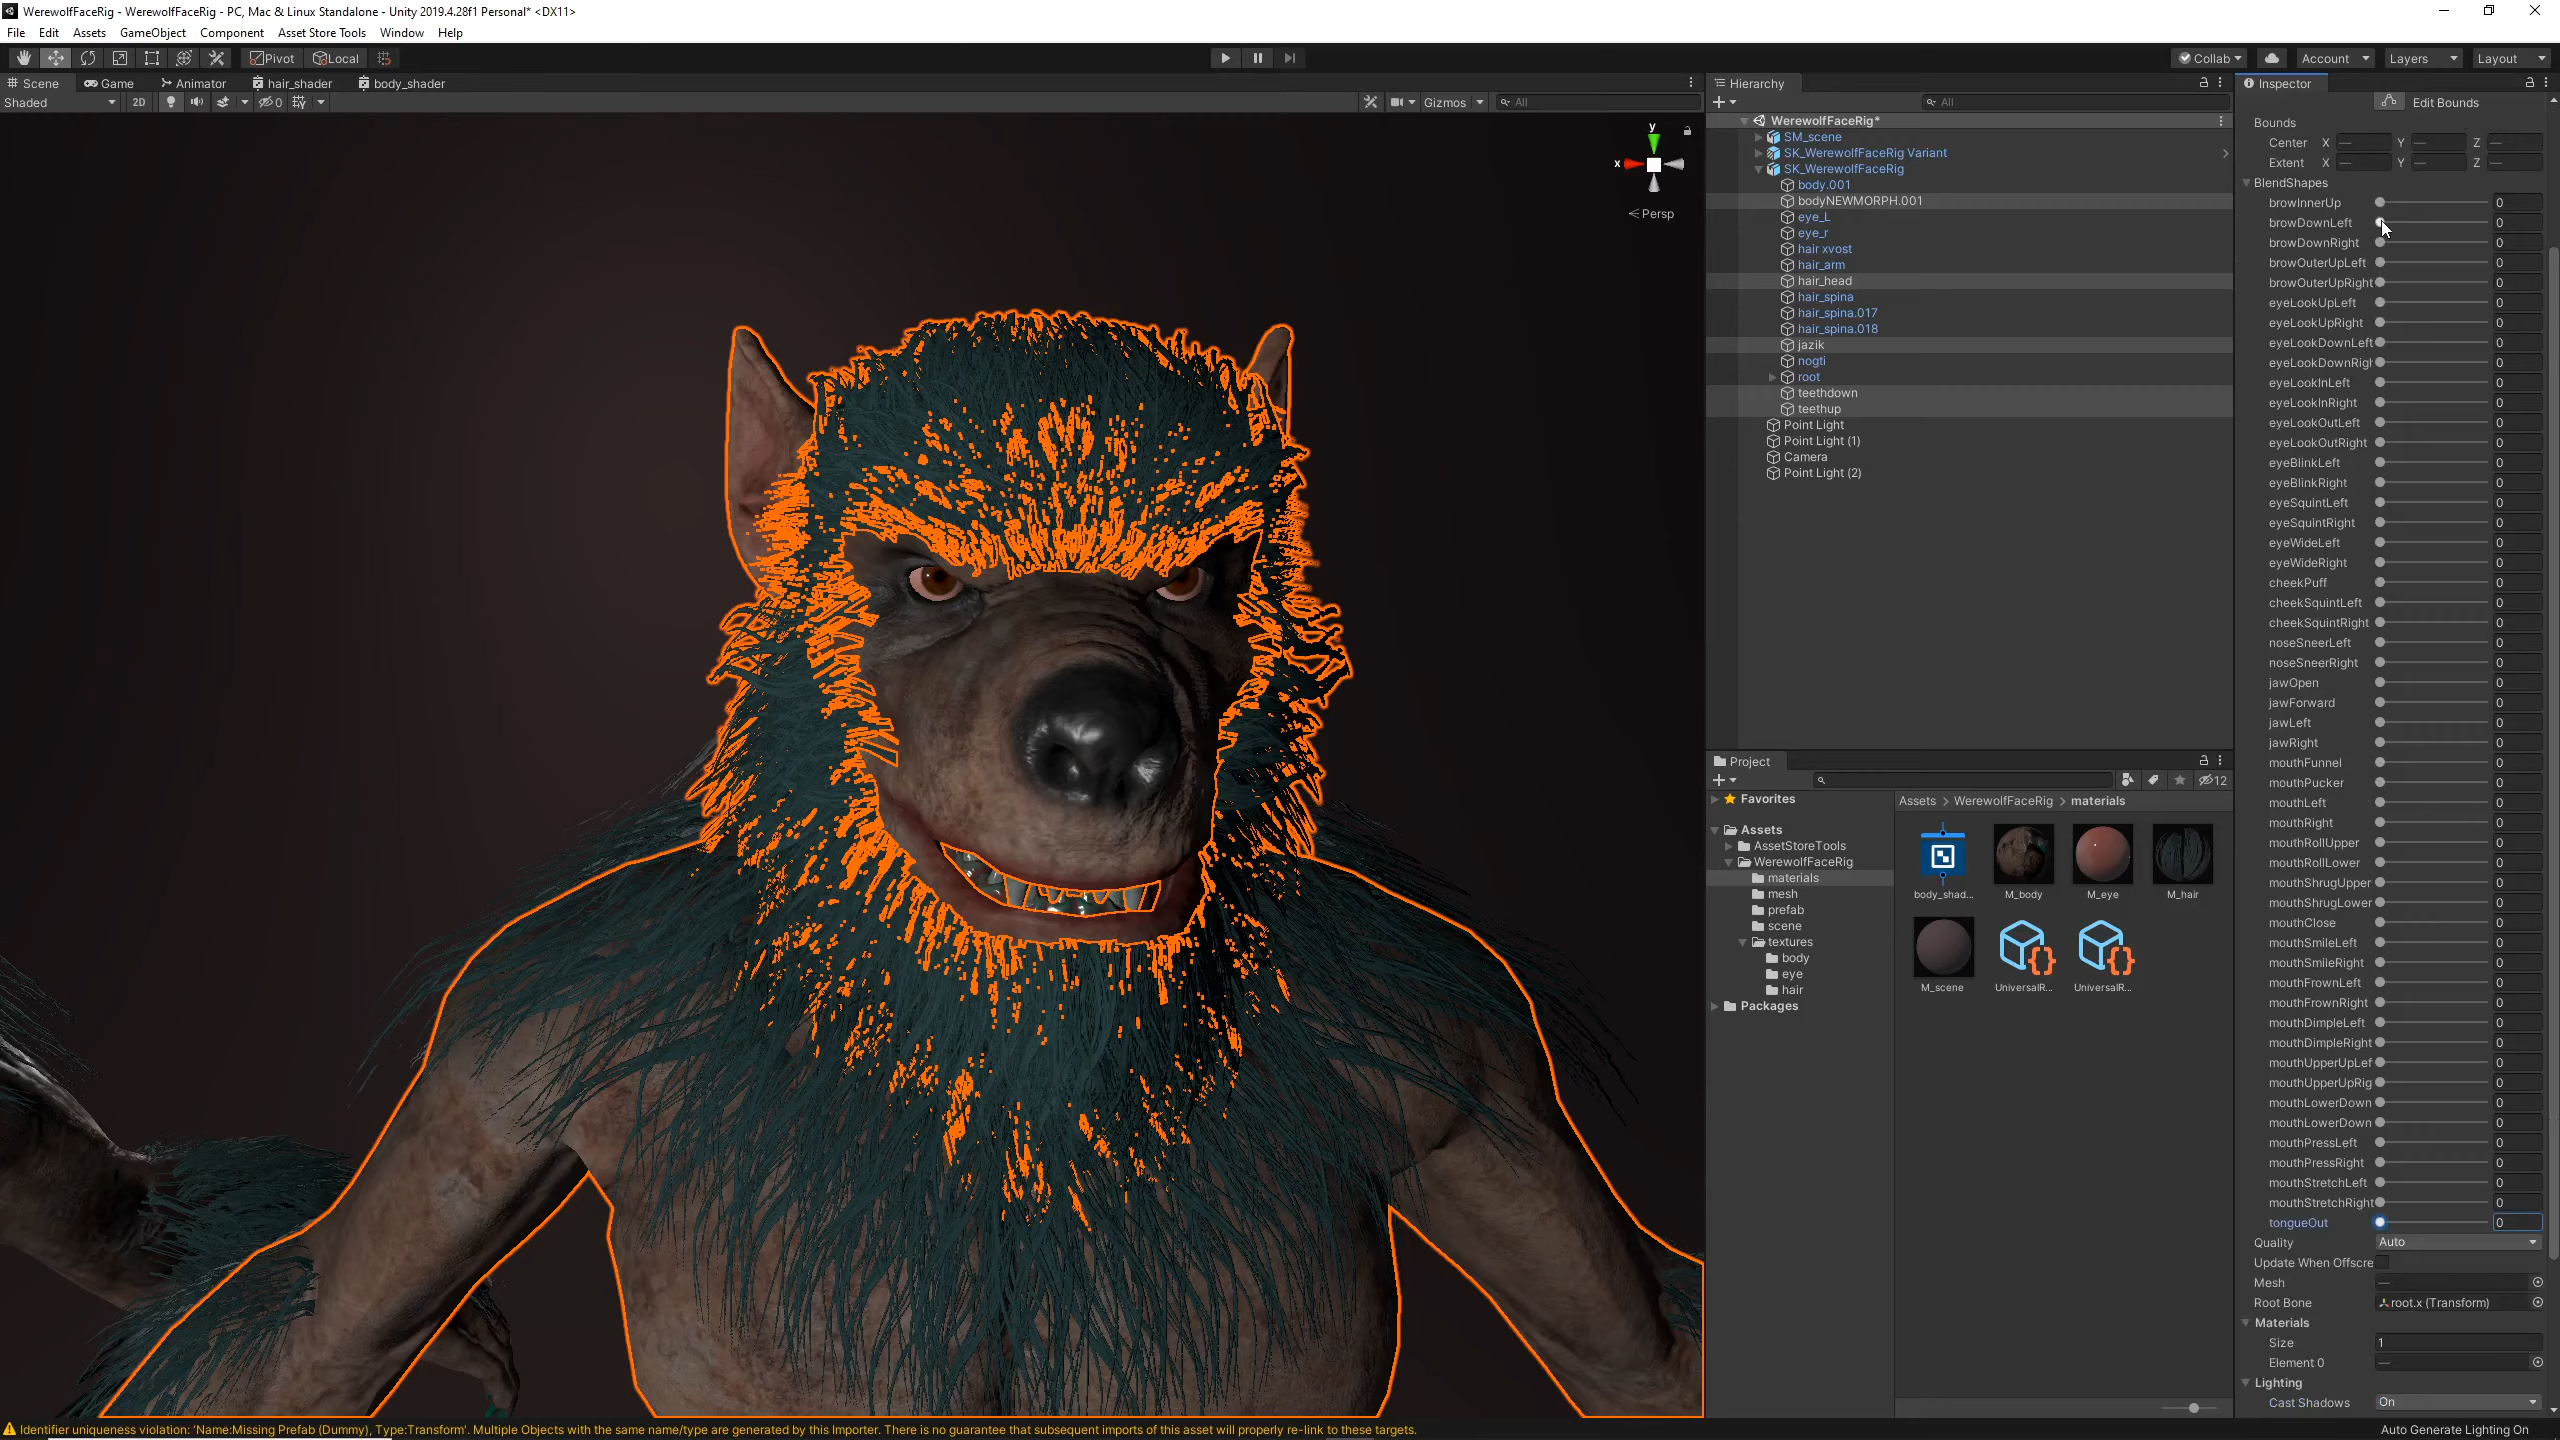 WerewolfFaceRig - WerewolfFaceRig - PC, Mac & Linux Standalone - Unity 2019.4.28f1 Personal* <DX11>
File Edit Assets GameObject Component Asset Store Tools Window Help
Pivot Local Collab Account Layers Layout
Scene Game Animator hair_shader body_shader
Shaded 2D 0 Gizmos All
y
x
Persp
Hierarchy
All
WerewolfFaceRig*
SM_scene
SK_WerewolfFaceRig Variant
SK_WerewolfFaceRig
body.001
bodyNEWMORPH.001
eye_L
eye_r
hair xvost
hair_arm
hair_head
hair_spina
hair_spina.017
hair_spina.018
jazik
nogti
root
teethdown
teethup
Point Light
Point Light (1)
Camera
Point Light (2)
Project
12
Favorites
Assets
AssetStoreTools
WerewolfFaceRig
materials
mesh
prefab
scene
textures
body
eye
hair
Packages
Assets > WerewolfFaceRig > materials
body_shad...
M_body
M_eye
M_hair
M_scene
UniversalR...
UniversalR...
Inspector
Edit Bounds
Bounds
Center X — Y — Z —
Extent X — Y — Z —
BlendShapes
browInnerUp 0
browDownLeft 0
browDownRight 0
browOuterUpLeft 0
browOuterUpRight 0
eyeLookUpLeft 0
eyeLookUpRight 0
eyeLookDownLeft 0
eyeLookDownRigh 0
eyeLookInLeft 0
eyeLookInRight 0
eyeLookOutLeft 0
eyeLookOutRight 0
eyeBlinkLeft 0
eyeBlinkRight 0
eyeSquintLeft 0
eyeSquintRight 0
eyeWideLeft 0
eyeWideRight 0
cheekPuff 0
cheekSquintLeft 0
cheekSquintRight 0
noseSneerLeft 0
noseSneerRight 0
jawOpen 0
jawForward 0
jawLeft 0
jawRight 0
mouthFunnel 0
mouthPucker 0
mouthLeft 0
mouthRight 0
mouthRollUpper 0
mouthRollLower 0
mouthShrugUpper 0
mouthShrugLower 0
mouthClose 0
mouthSmileLeft 0
mouthSmileRight 0
mouthFrownLeft 0
mouthFrownRight 0
mouthDimpleLeft 0
mouthDimpleRight 0
mouthUpperUpLef 0
mouthUpperUpRig 0
mouthLowerDown 0
mouthLowerDown 0
mouthPressLeft 0
mouthPressRight 0
mouthStretchLeft 0
mouthStretchRight 0
tongueOut 0
Quality Auto
Update When Offscre
Mesh —
Root Bone root.x (Transform)
Materials
Size 1
Element 0 —
Lighting
Cast Shadows On
Identifier uniqueness violation: 'Name:Missing Prefab (Dummy), Type:Transform'. Multiple Objects with the same name/type are generated by this Importer. There is no guarantee that subsequent imports of this asset will properly re-link to these targets.
Auto Generate Lighting On